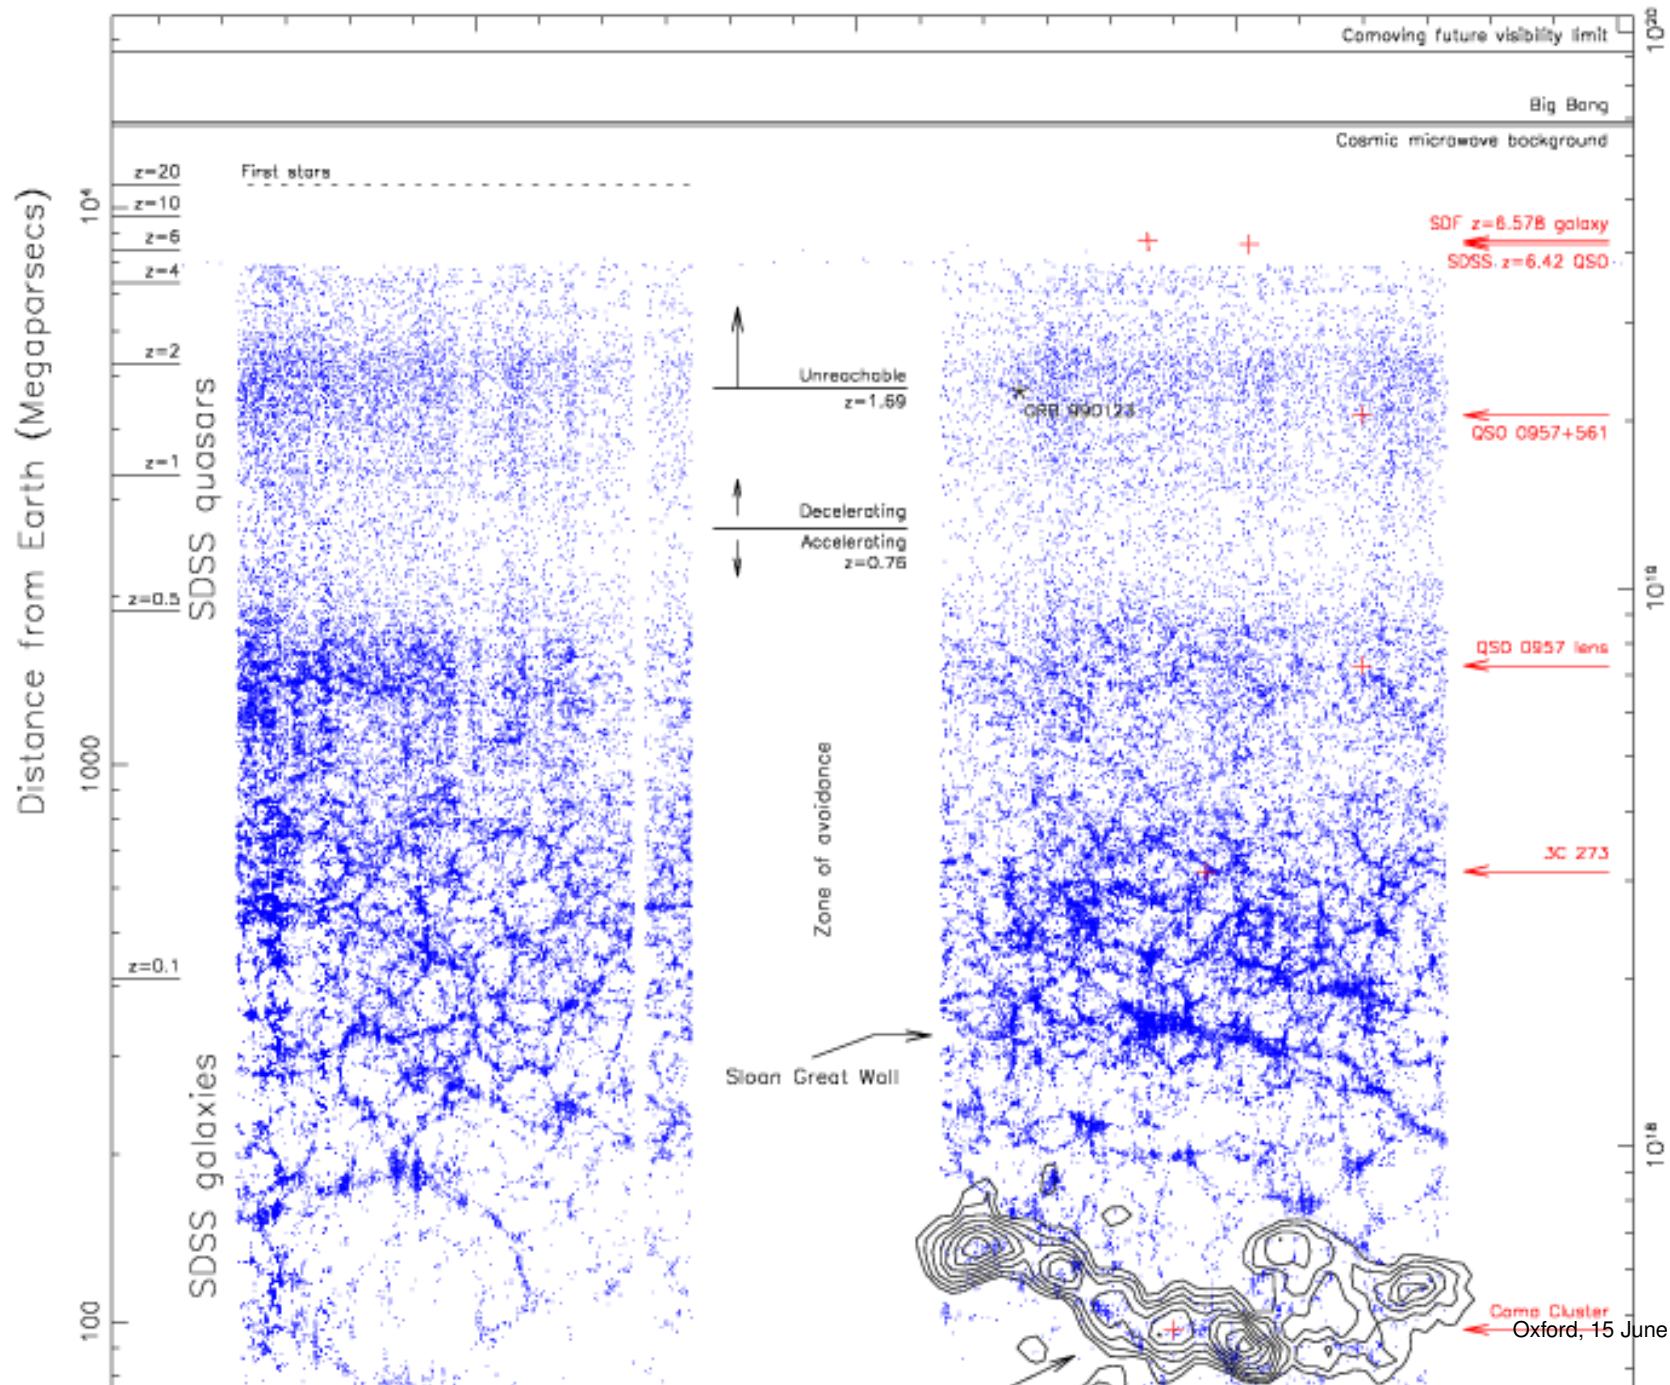 Comoving future visibility limit
10²⁰
Big Bang
Cosmic microwave background
z=20
First stars
z=10
10⁴
z=6
SDF z=6.578 galaxy
SDSS z=6.42 QSO
z=4
z=2
Unreachable
z=1.69
GRB 990123
QSO 0957+561
z=1
SDSS quasars
Decelerating
Accelerating
z=0.76
z=0.5
10¹⁹
QSO 0957 lens
Distance from Earth (Megaparsecs)
1000
Zone of avoidance
3C 273
z=0.1
Sloan Great Wall
SDSS galaxies
10¹⁸
100
Coma Cluster
Oxford, 15 June